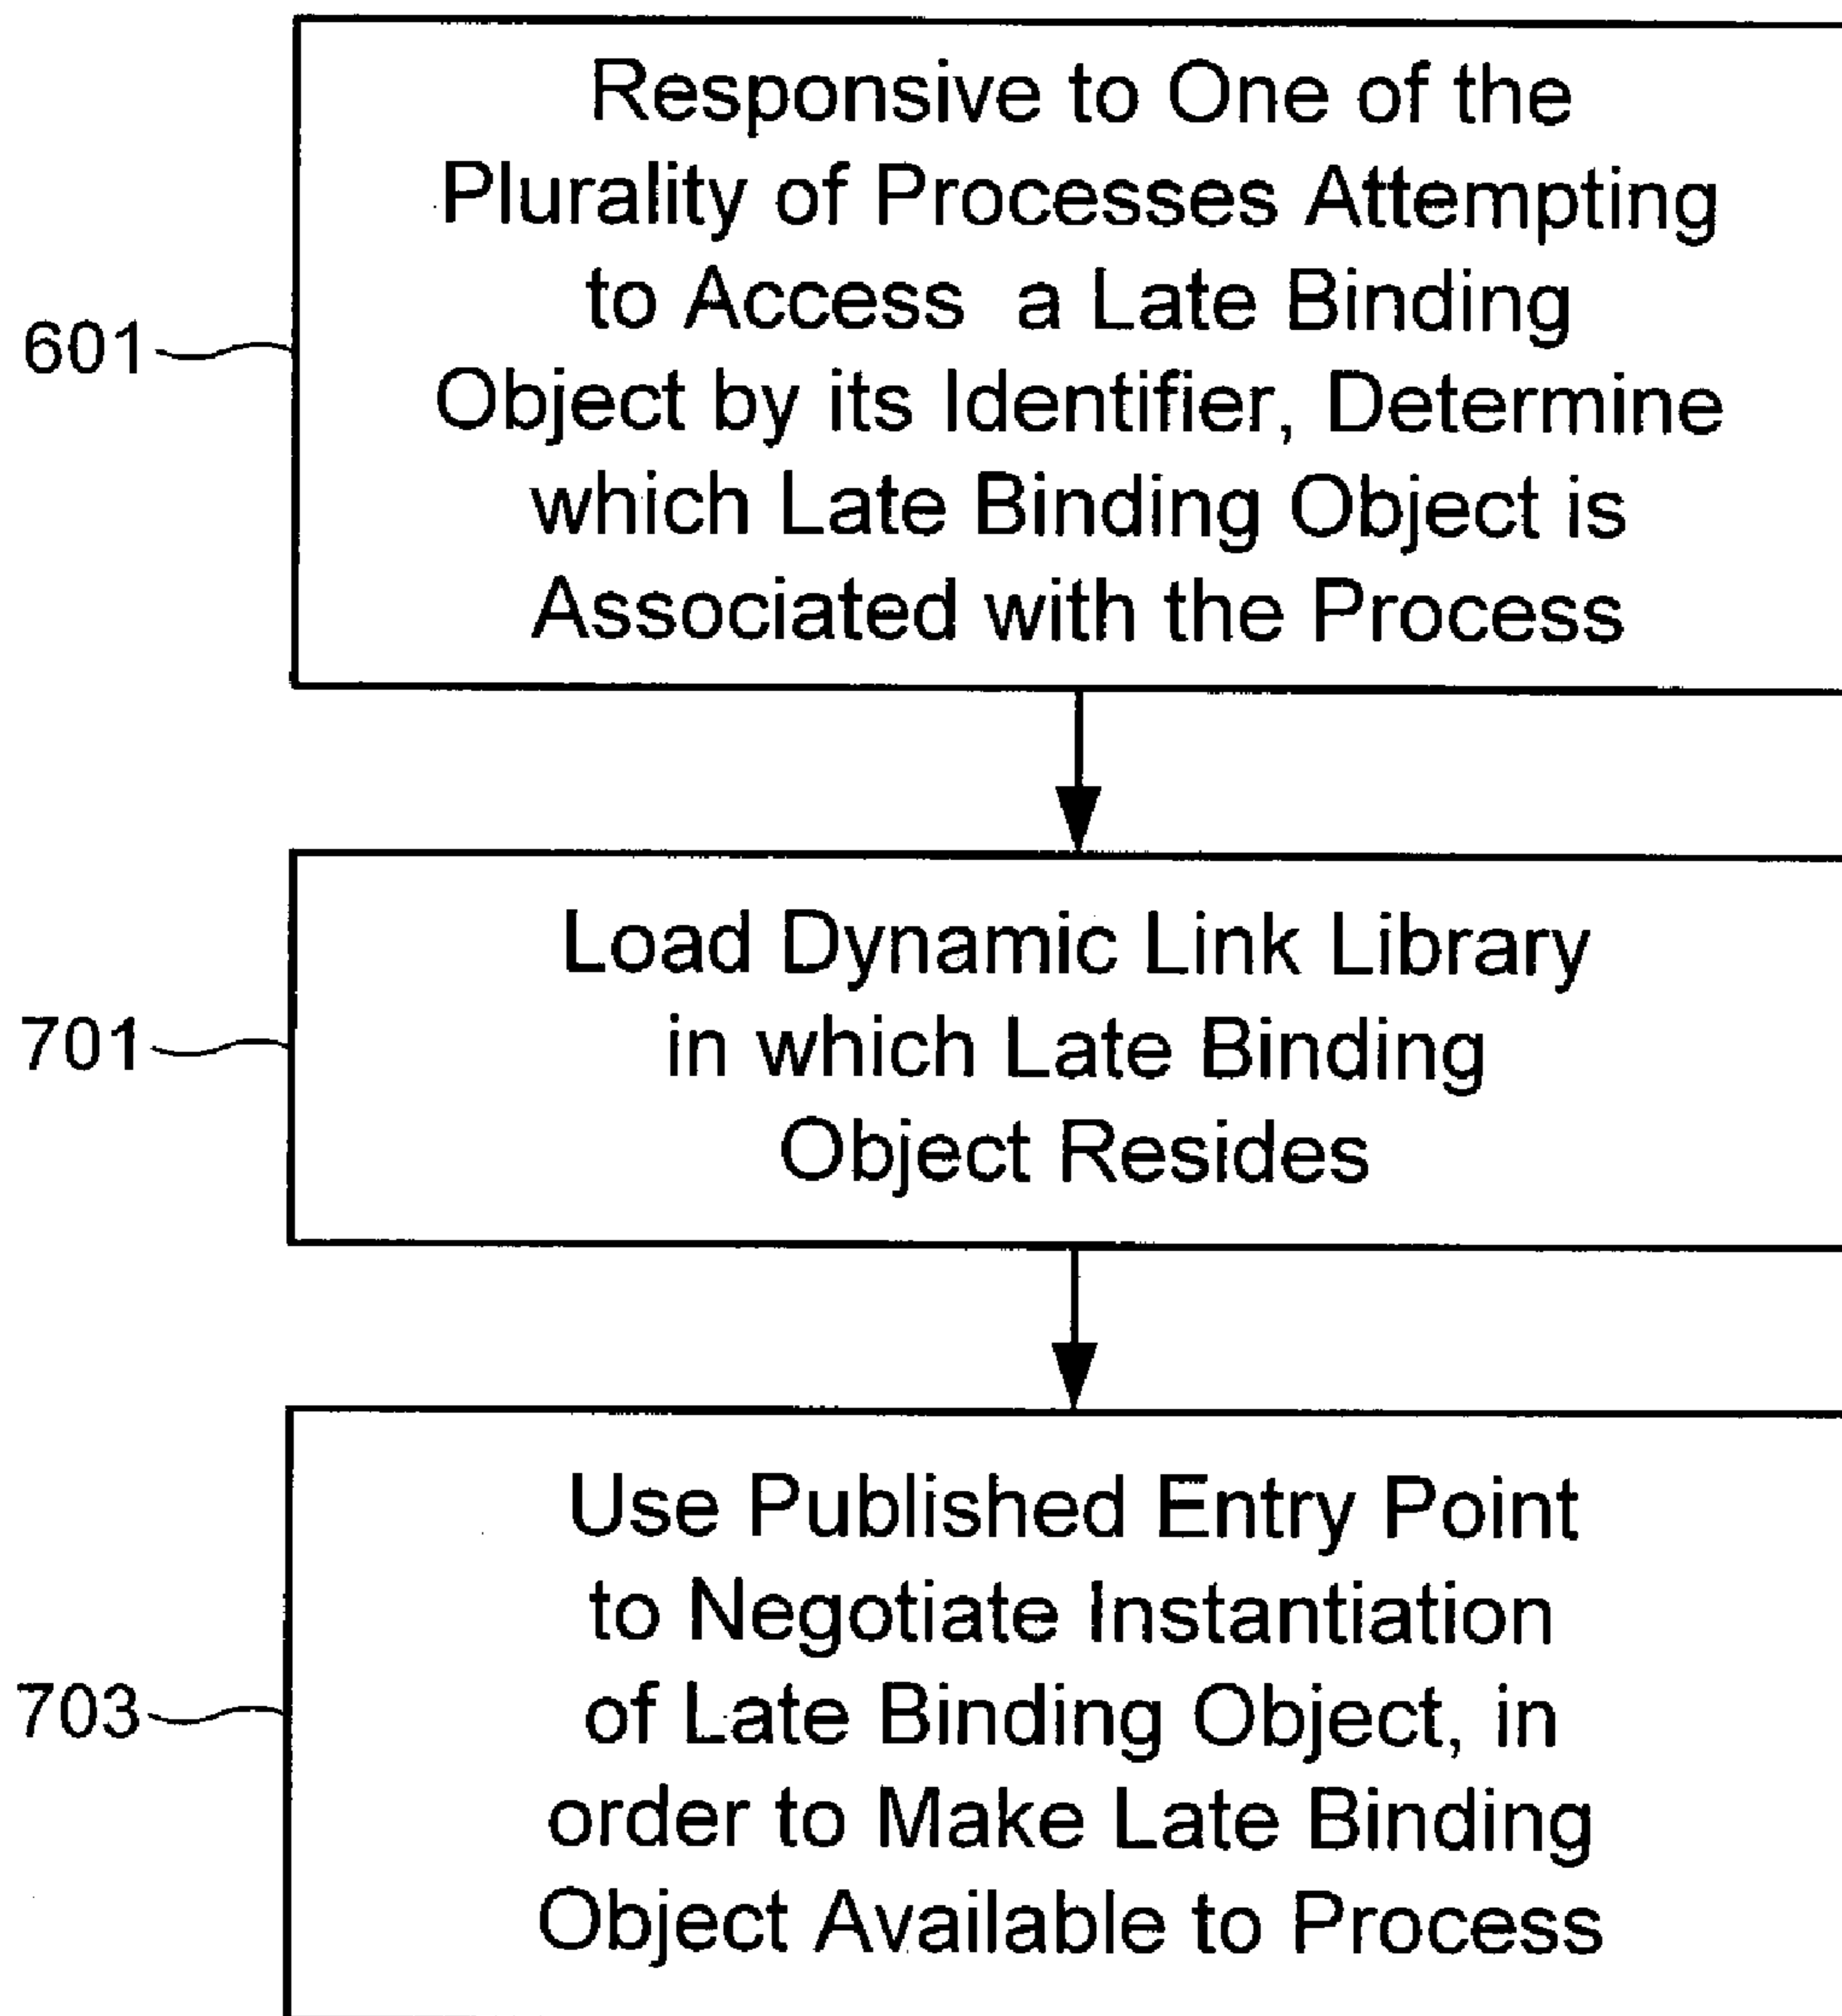 Responsive to One of the
Plurality of Processes Attempting
to Access a Late Binding
601
Object by its Identifier, Determine
which Late Binding Object is
Associated with the Process
Load Dynamic Link Library
701
in which Late Binding
Object Resides
Use Published Entry Point
to Negotiate Instantiation
703
of Late Binding Object, in
order to Make Late Binding
Object Available to Process